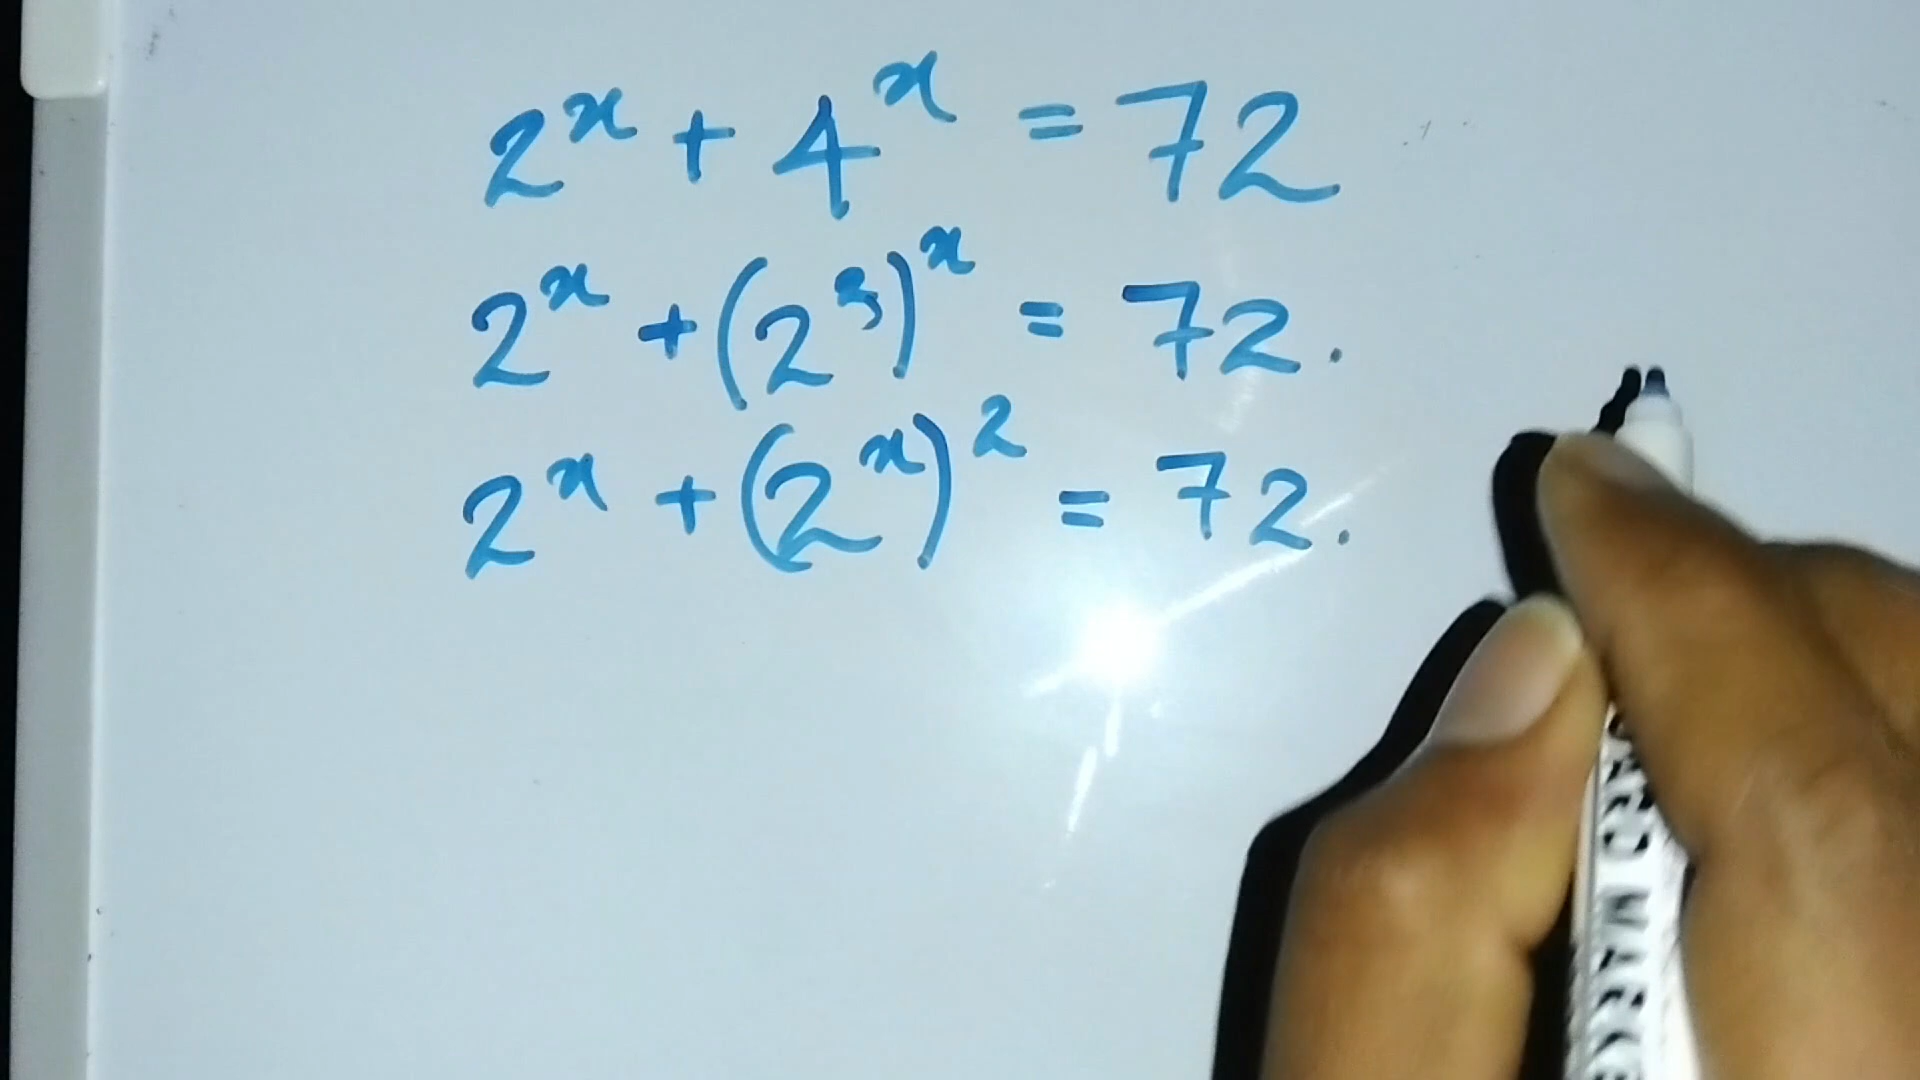 2^x + 4^x = 72
2^x + (2^3)^x = 72.
2^x + (2^x)^2 = 72.